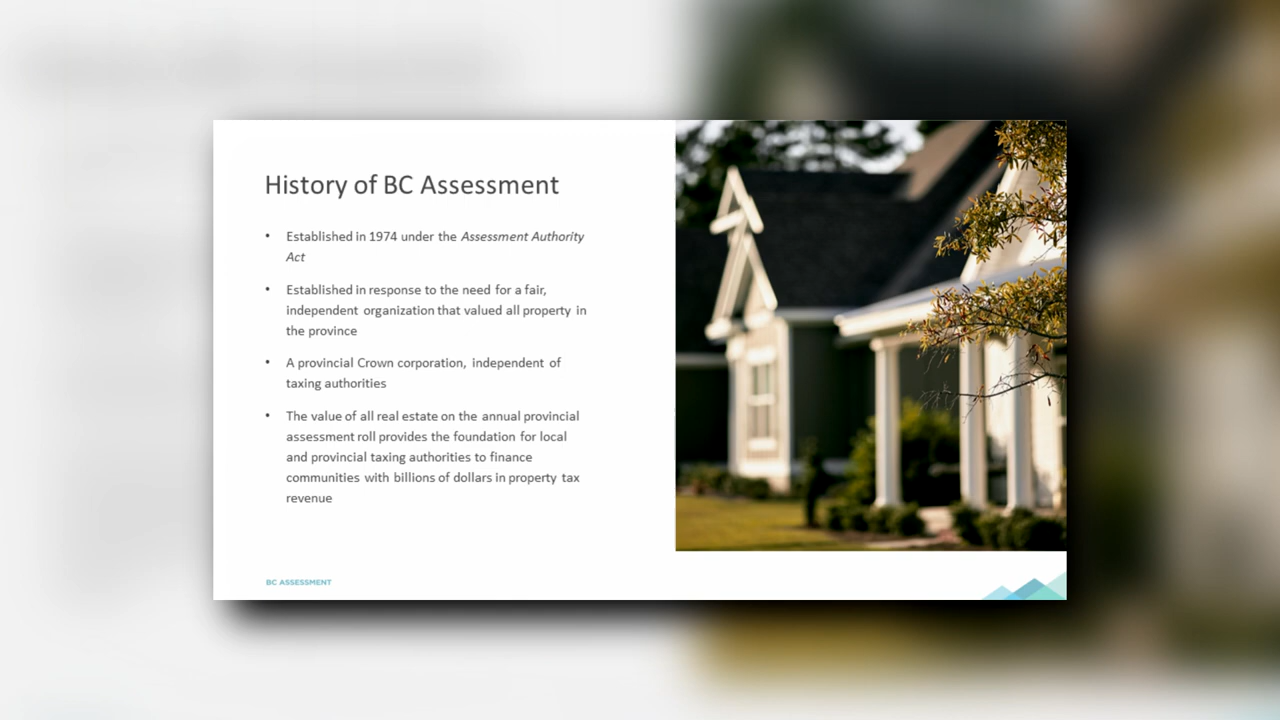 History of BC Assessment
• Established in 1974 under the Assessment Authority
Act
• Established in response to the need for a fair,
independent organization that valued all property in
the province
• A provincial Crown corporation, independent of
taxing authorities
• The value of all real estate on the annual provincial
assessment roll provides the foundation for local
and provincial taxing authorities to finance
communities with billions of dollars in property tax
revenue
BC ASSESSMENT